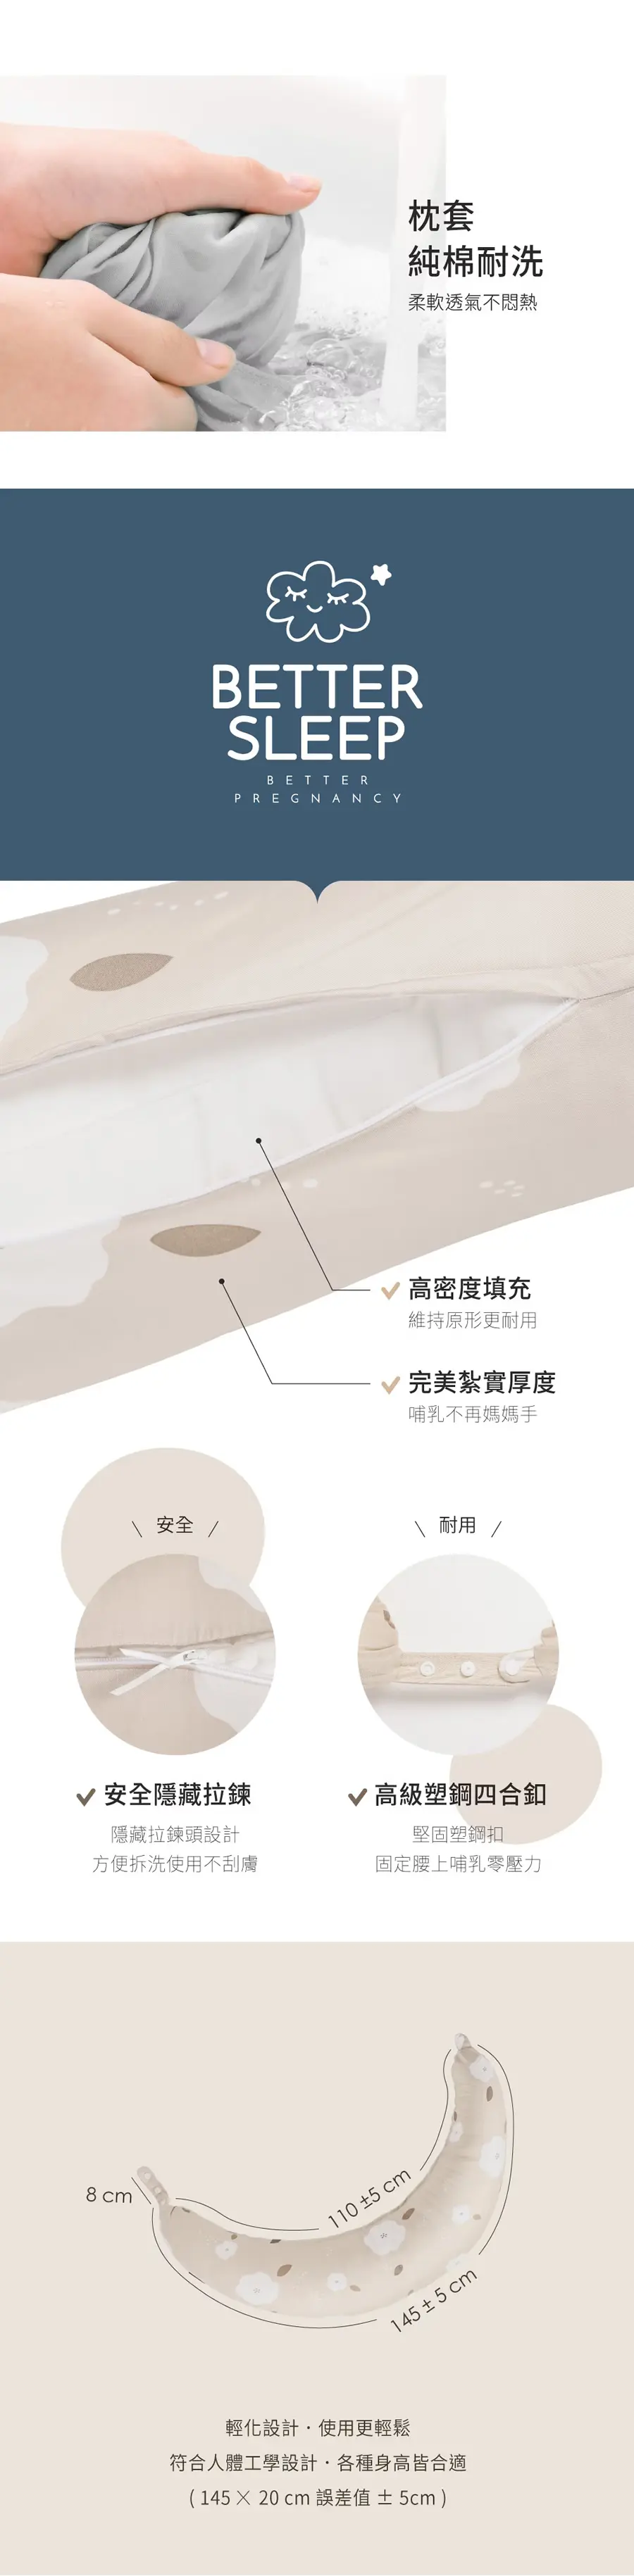 枕套
純棉耐洗
柔軟透氣不悶熱
BETTER
SLEEP
BETTER
PREGNANCY
高密度填充
維持原形更耐用
完美紮實厚度
哺乳不再媽媽手
\ 安全 /
\ 耐用 /
安全隱藏拉鍊
隱藏拉鍊頭設計
方便拆洗使用不刮膚
高級塑鋼四合釦
堅固塑鋼扣
固定腰上哺乳零壓力
8 cm
110 ±5 cm
145 ± 5 cm
輕化設計・使用更輕鬆
符合人體工學設計・各種身高皆合適
( 145 × 20 cm 誤差值 ± 5cm )